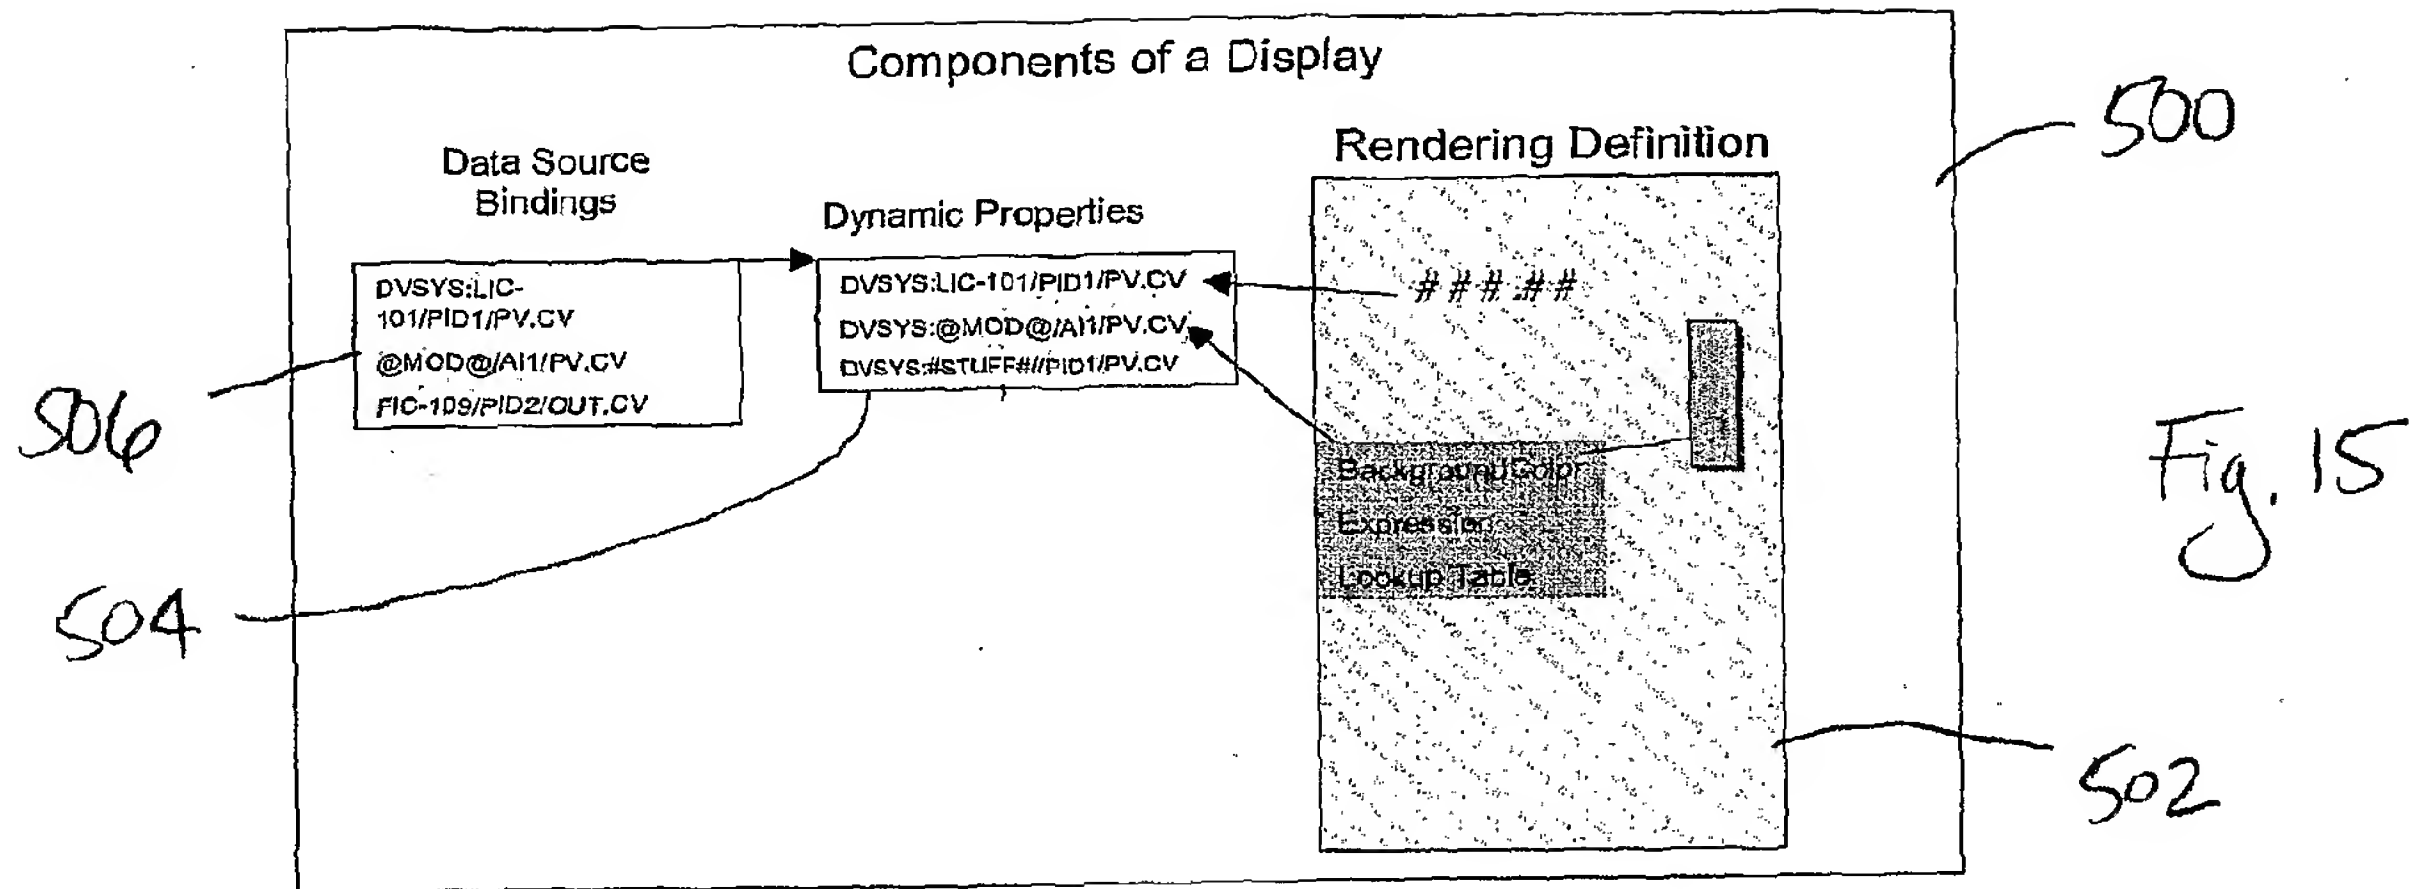 Components of a Display
500
Rendering Definition
Data Source
Bindings
Dynamic Properties
DVSYS:LIC-
101/PID1/PV.CV
@MOD@/AI1/PV.CV
FIC-109/PID2/OUT.CV
DVSYS:LIC-101/PID1/PV.CV
DVSYS:@MOD@/AI1/PV.CV
DVSYS:#STUFF#//PID1/PV.CV
###.##
BackgroundColor
Expression
Lookup Table
506
504
Fig. 15
502